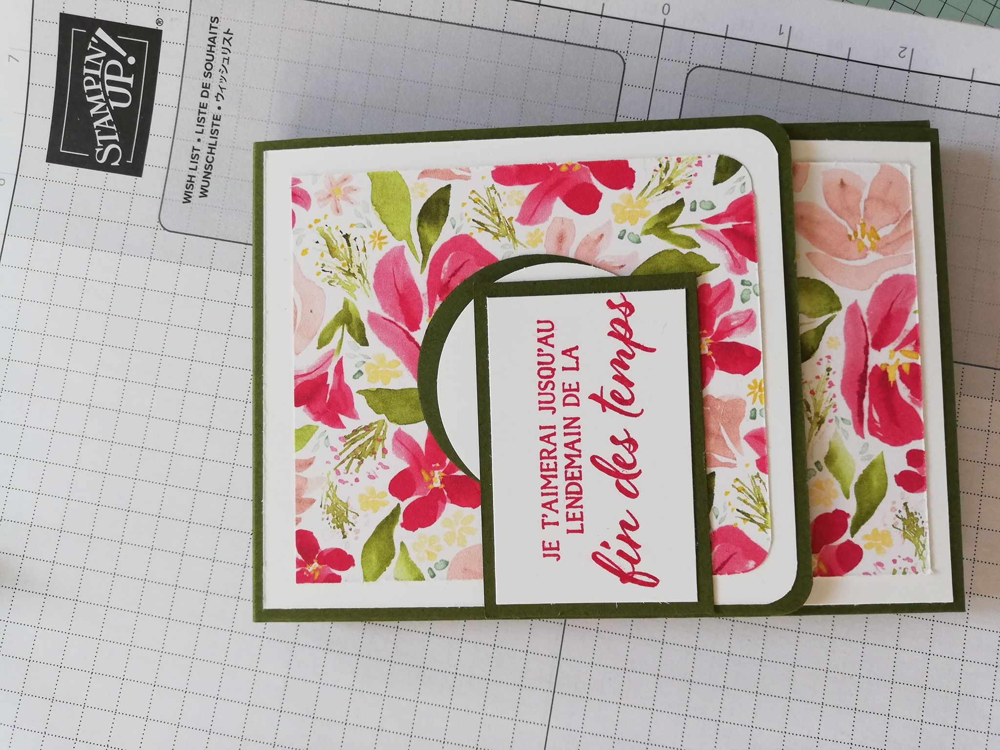 STAMPIN'
UP!®
WISH LIST • LISTE DE SOUHAITS
WUNSCHLISTE • ウィッシュリスト
JE T'AIMERAI JUSQU'AU
LENDEMAIN DE LA
fin des temps
0
1
2
7